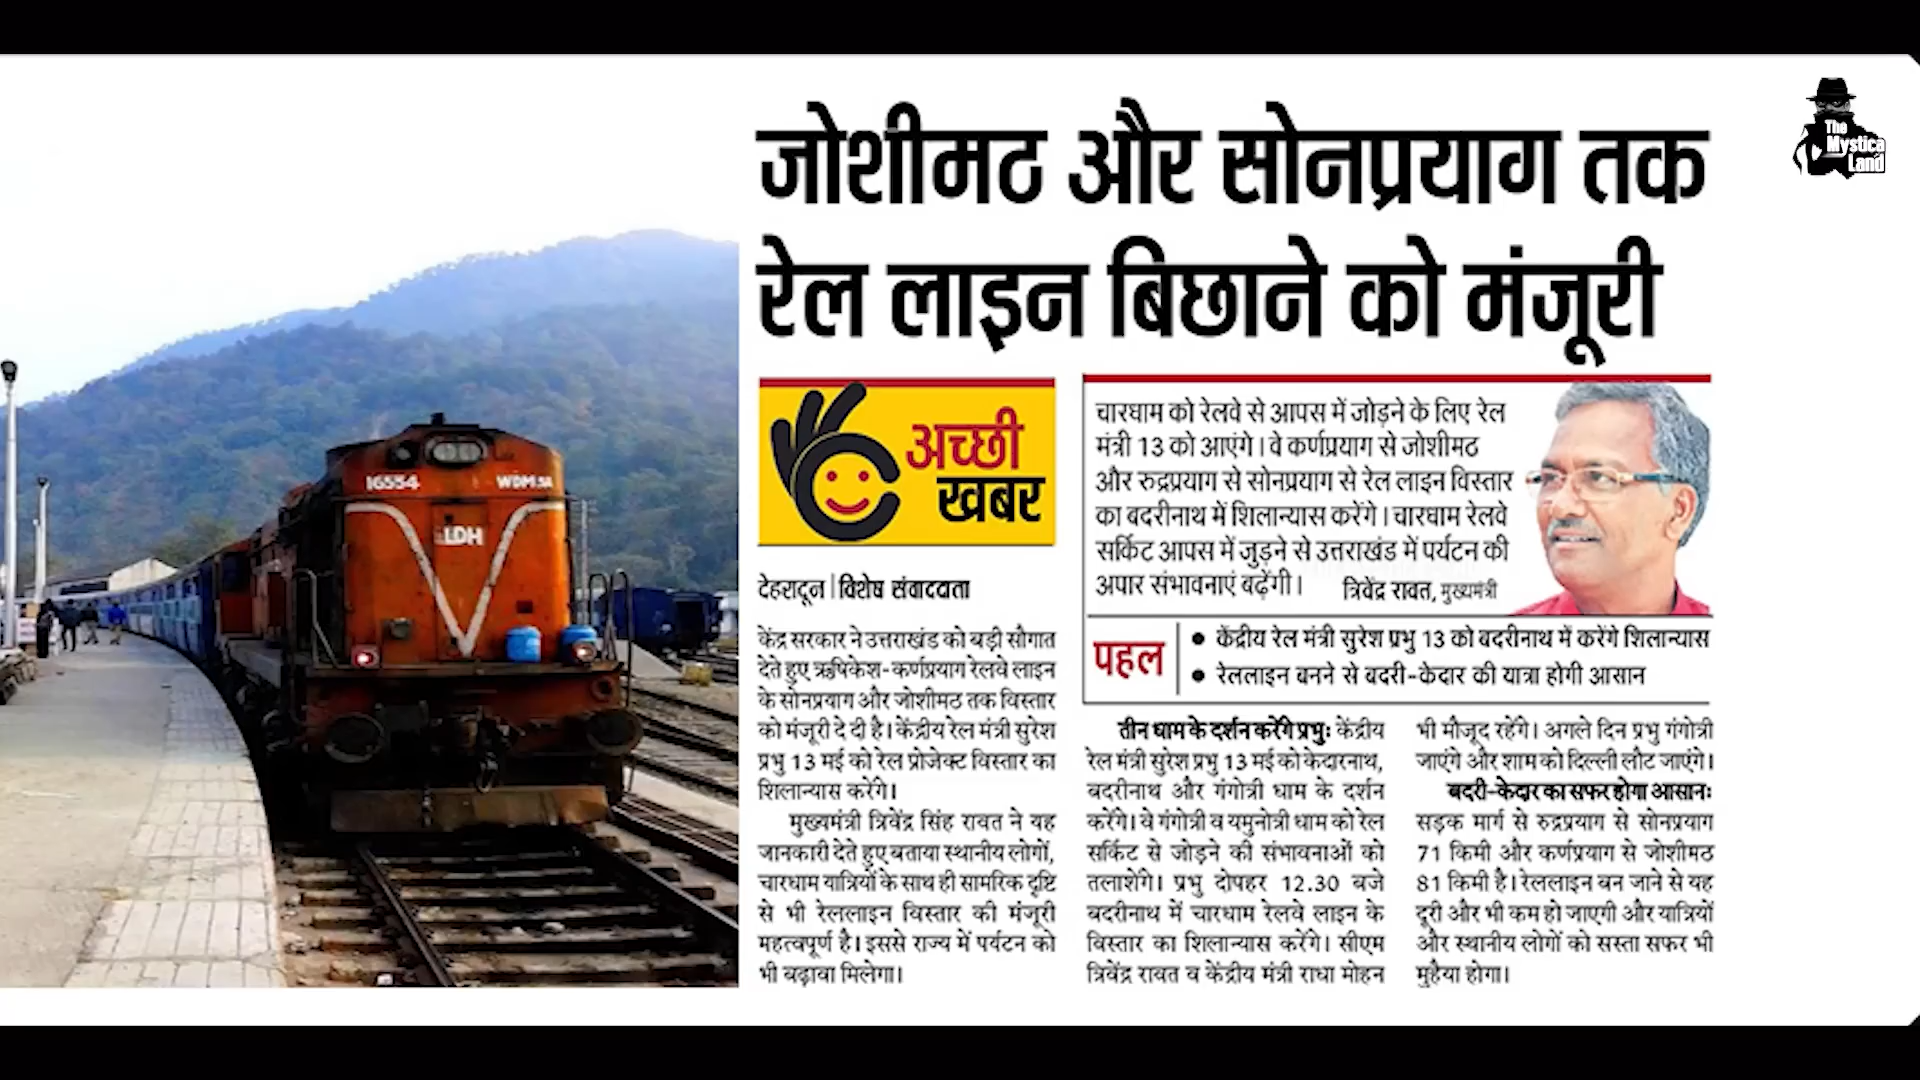 The
Mystica
Land
जोशीमठ और सोनप्रयाग तक
रेल लाइन बिछाने को मंजूरी
16554
WDM3A
LDH
अच्छी
खबर
चारधाम को रेलवे से आपस में जोड़ने के लिए रेल
मंत्री 13 को आएंगे। वे कर्णप्रयाग से जोशीमठ
और रुद्रप्रयाग से सोनप्रयाग से रेल लाइन विस्तार
का बदरीनाथ में शिलान्यास करेंगे। चारधाम रेलवे
सर्किट आपस में जुड़ने से उत्तराखंड में पर्यटन की
अपार संभावनाएं बढ़ेंगी।
त्रिवेंद्र रावत, मुख्यमंत्री
पहल
● केंद्रीय रेल मंत्री सुरेश प्रभु 13 को बदरीनाथ में करेंगे शिलान्यास
● रेललाइन बनने से बदरी-केदार की यात्रा होगी आसान
देहरादून | विशेष संवाददाता
केंद्र सरकार ने उत्तराखंड को बड़ी सौगात
देते हुए ऋषिकेश-कर्णप्रयाग रेलवे लाइन
के सोनप्रयाग और जोशीमठ तक विस्तार
को मंजूरी दे दी है। केंद्रीय रेल मंत्री सुरेश
प्रभु 13 मई को रेल प्रोजेक्ट विस्तार का
शिलान्यास करेंगे।
मुख्यमंत्री त्रिवेंद्र सिंह रावत ने यह
जानकारी देते हुए बताया स्थानीय लोगों,
चारधाम यात्रियों के साथ ही सामरिक दृष्टि
से भी रेललाइन विस्तार की मंजूरी
महत्वपूर्ण है। इससे राज्य में पर्यटन को
भी बढ़ावा मिलेगा।
तीन धाम के दर्शन करेंगे प्रभु: केंद्रीय
रेल मंत्री सुरेश प्रभु 13 मई को केदारनाथ,
बदरीनाथ और गंगोत्री धाम के दर्शन
करेंगे। वे गंगोत्री व यमुनोत्री धाम को रेल
सर्किट से जोड़ने की संभावनाओं को
तलाशेंगे। प्रभु दोपहर 12.30 बजे
बदरीनाथ में चारधाम रेलवे लाइन के
विस्तार का शिलान्यास करेंगे। सीएम
त्रिवेंद्र रावत व केंद्रीय मंत्री राधा मोहन
भी मौजूद रहेंगे। अगले दिन प्रभु गंगोत्री
जाएंगे और शाम को दिल्ली लौट जाएंगे।
बदरी-केदार का सफर होगा आसान:
सड़क मार्ग से रुद्रप्रयाग से सोनप्रयाग
71 किमी और कर्णप्रयाग से जोशीमठ
81 किमी है। रेललाइन बन जाने से यह
दूरी और भी कम हो जाएगी और यात्रियों
और स्थानीय लोगों को सस्ता सफर भी
मुहैया होगा।